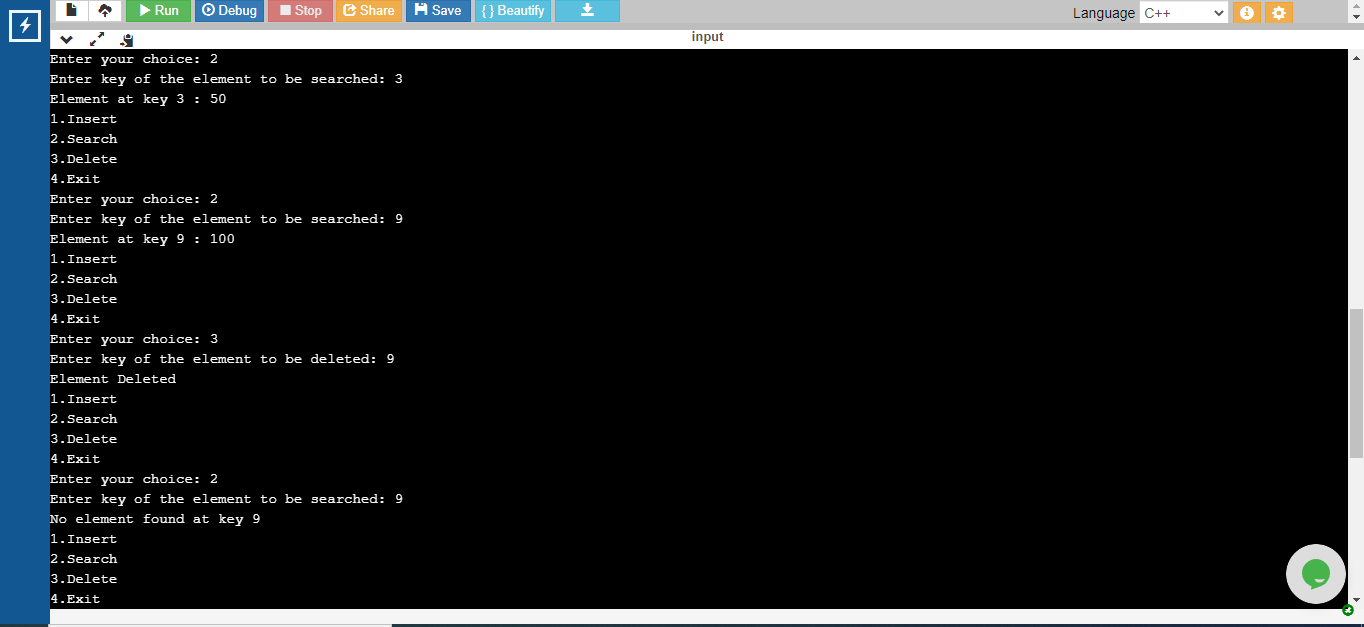 Run Debug Stop Share Save { } Beautify Language C++
input
Enter your choice: 2
Enter key of the element to be searched: 3
Element at key 3 : 50
1.Insert
2.Search
3.Delete
4.Exit
Enter your choice: 2
Enter key of the element to be searched: 9
Element at key 9 : 100
1.Insert
2.Search
3.Delete
4.Exit
Enter your choice: 3
Enter key of the element to be deleted: 9
Element Deleted
1.Insert
2.Search
3.Delete
4.Exit
Enter your choice: 2
Enter key of the element to be searched: 9
No element found at key 9
1.Insert
2.Search
3.Delete
4.Exit